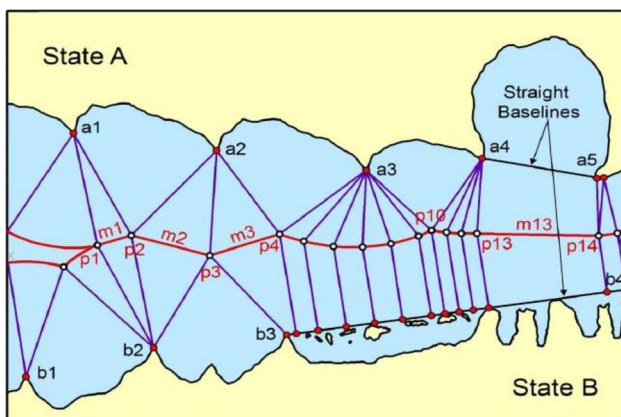 State A
Straight
Baselines
a1
a2
a3
a4
a5
m1
m2
m3
p10
m13
p1
p2
p3
p4
p13
p14
b1
b2
b3
b4
State B